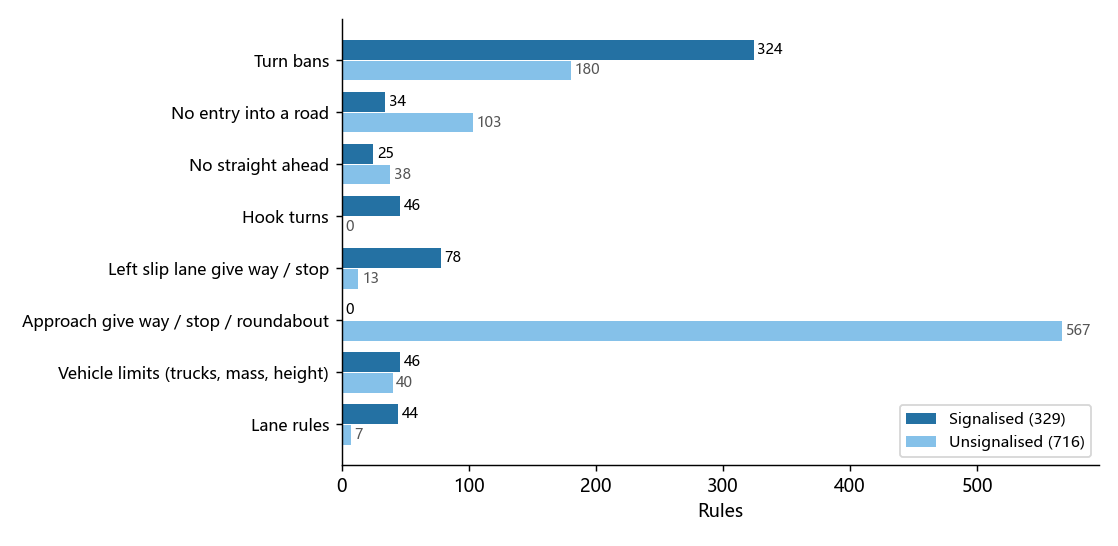 Turn bans
324
180
No entry into a road
34
103
No straight ahead
25
38
Hook turns
46
0
Left slip lane give way / stop
78
13
Approach give way / stop / roundabout
0
567
Vehicle limits (trucks, mass, height)
46
40
Lane rules
44
7
Signalised (329)
Unsignalised (716)
0 100 200 300 400 500
Rules